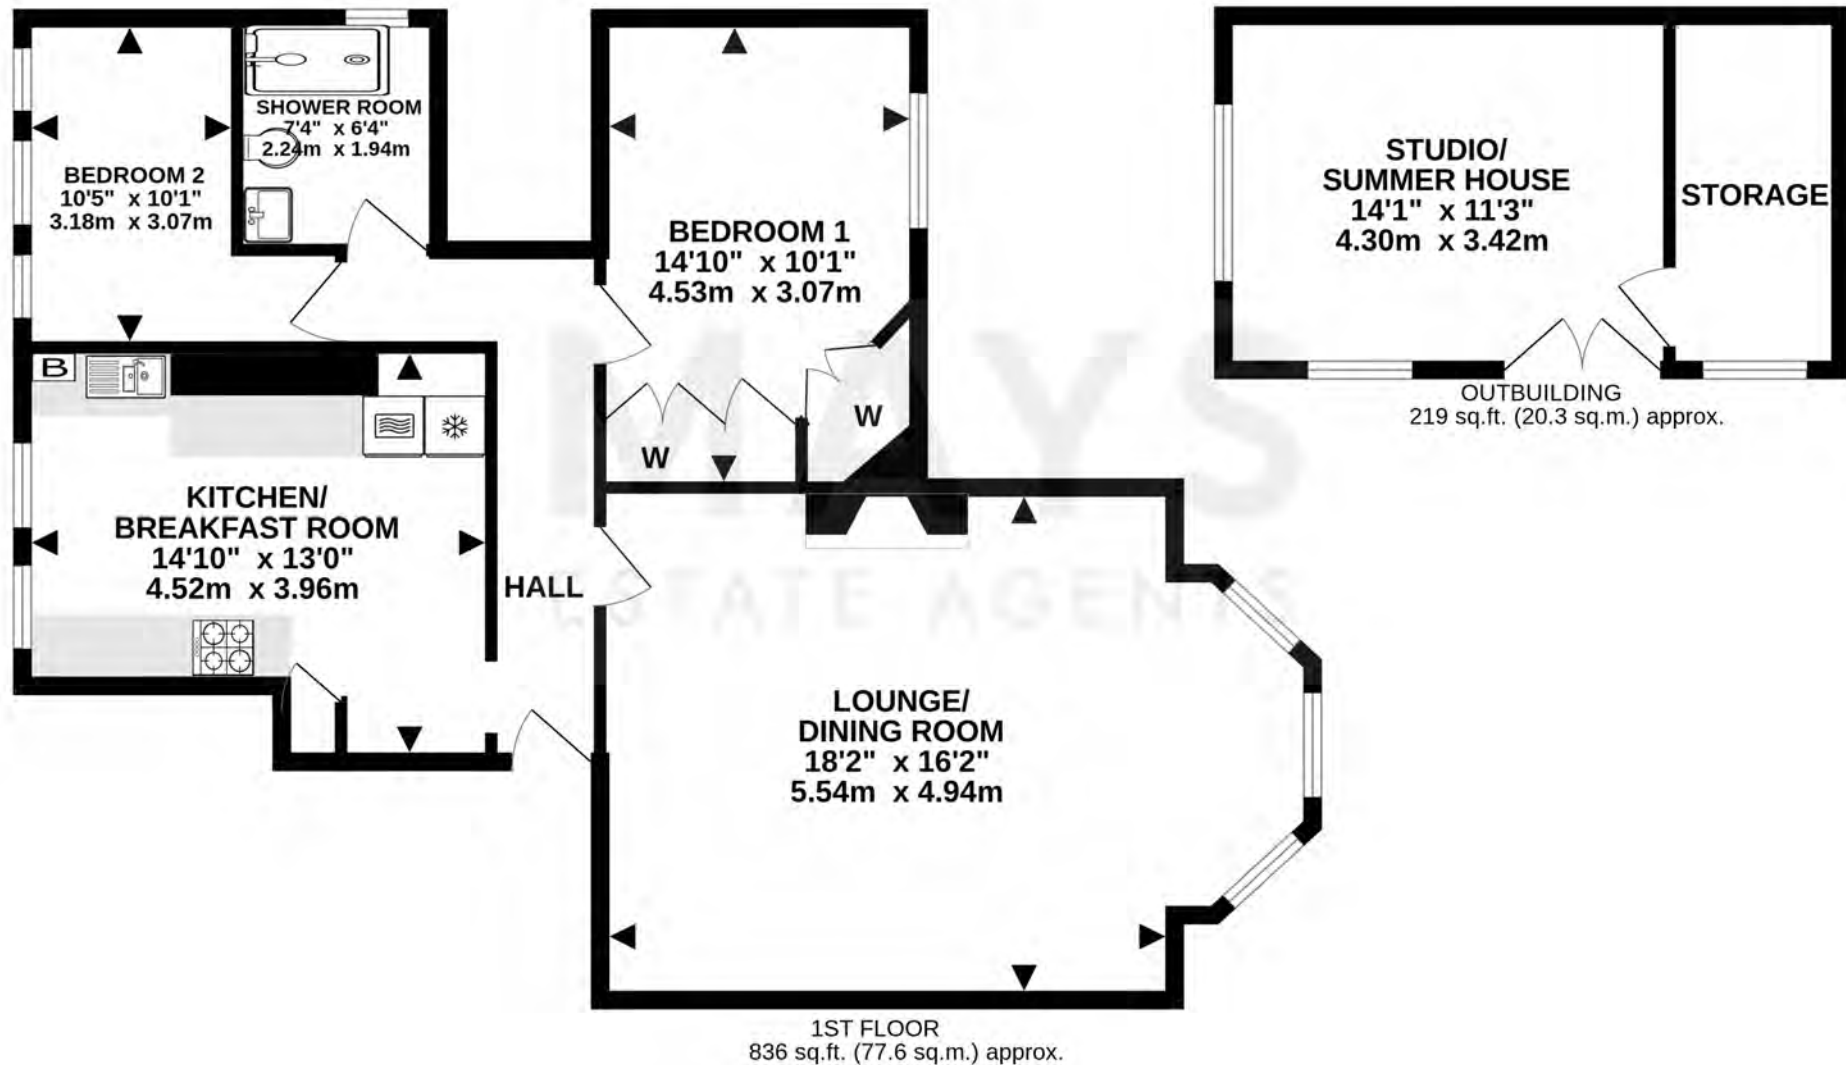 SHOWER ROOM
7'4" x 6'4"
2.24m x 1.94m
BEDROOM 2
10'5" x 10'1"
3.18m x 3.07m
BEDROOM 1
14'10" x 10'1"
4.53m x 3.07m
W
W
B
KITCHEN/
BREAKFAST ROOM
14'10" x 13'0"
4.52m x 3.96m
HALL
LOUNGE/
DINING ROOM
18'2" x 16'2"
5.54m x 4.94m
1ST FLOOR
836 sq.ft. (77.6 sq.m.) approx.
STUDIO/
SUMMER HOUSE
14'1" x 11'3"
4.30m x 3.42m
STORAGE
OUTBUILDING
219 sq.ft. (20.3 sq.m.) approx.
MAYS
ESTATE AGENTS